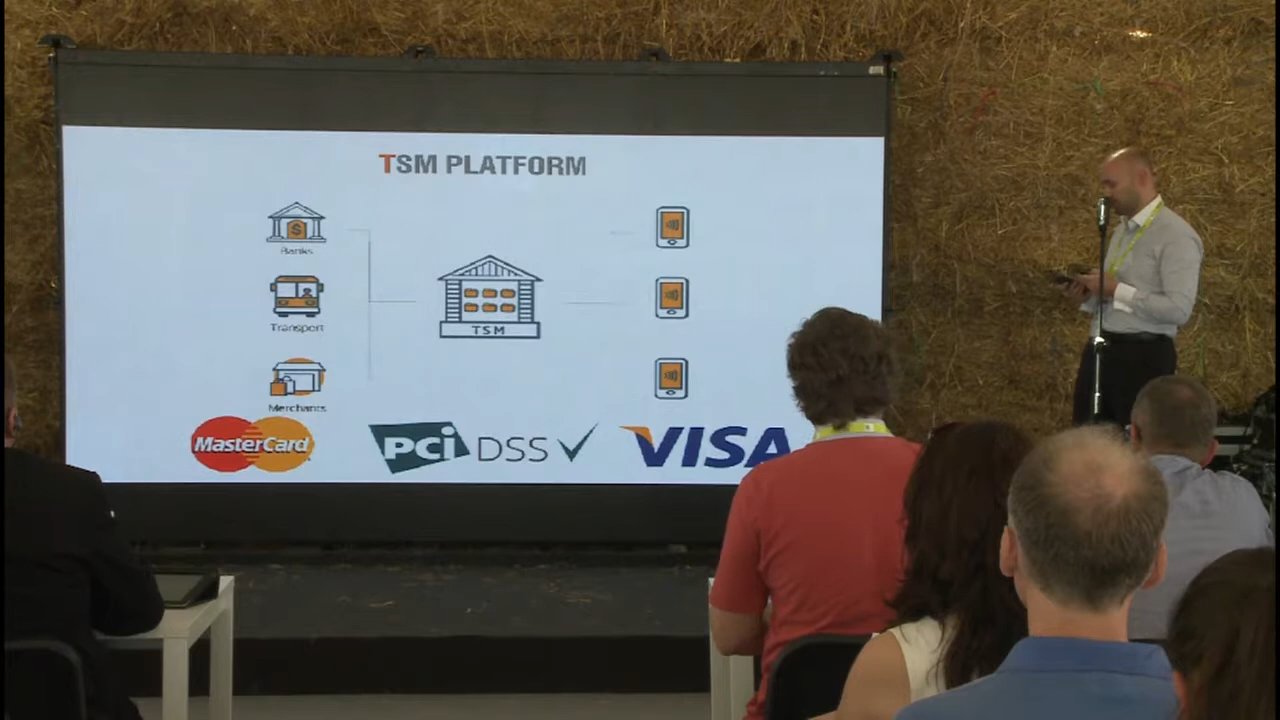 TSM PLATFORM
Banks
Transport
TSM
Merchants
MasterCard
PCi DSS
VISA